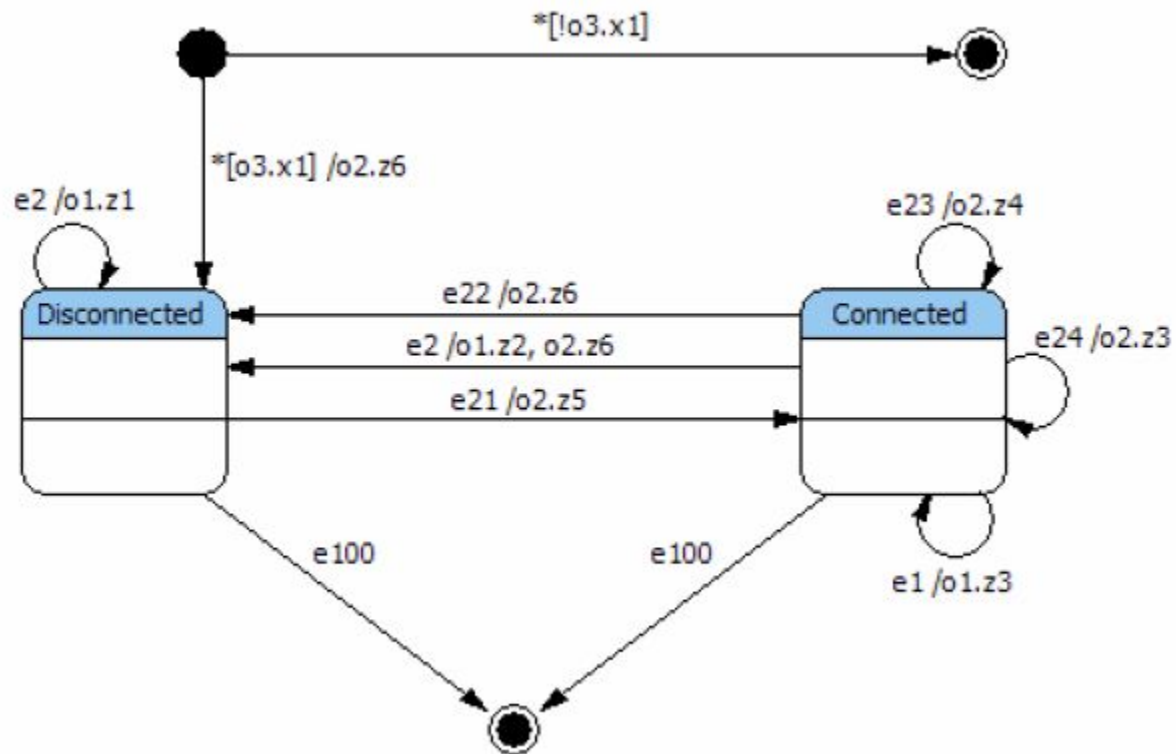 *[!o3.x1]
*[o3.x1] /o2.z6
e2 /o1.z1
e23 /o2.z4
Disconnected
e22 /o2.z6
Connected
e2 /o1.z2, o2.z6
e24 /o2.z3
e21 /o2.z5
e100
e100
e1 /o1.z3